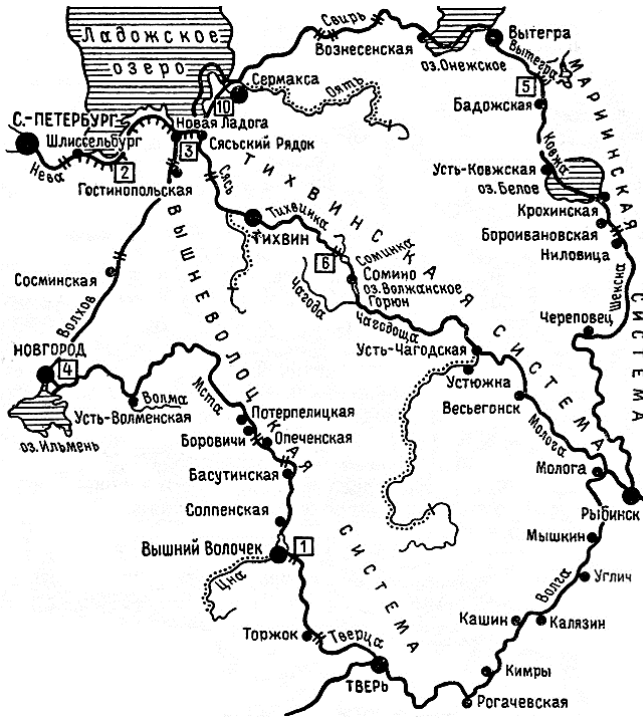 Ладожское
озеро
С.-ПЕТЕРБУРГ
Шлиссельбург
Нева
2
Гостинопольская
3
Новая Ладога
Сясьский Рядок
10
Сермакса
Свирь
Вознесенская
Оять
оз. Онежское
Вытегра
Вытегра
5
Бадожская
Ковжа
Усть-Ковжская
оз. Белое
Крохинская
Бороивановская
Ниловица
Шексна
Череповец
МАРИИНСКАЯ
СИСТЕМА
ТИХВИНСКАЯ СИСТЕМА
Сясь
Тихвинка
ТИХВИН
6
Соминка
Сомино
оз. Волжанское
Горюн
Чагода
Чагодоща
Усть-Чагодская
Устюжна
Весьегонск
Молога
Молога
РЫБИНСК
Мышкин
Углич
Волга
Кашин
Калязин
Кимры
Рогачевская
ВЫШНЕВОЛОЦКАЯ
СИСТЕМА
Сосминская
Волхов
НОВГОРОД
4
оз. Ильмень
Волма
Усть-Волменская
Мста
Потерпелицкая
Боровичи
Опеченская
Басутинская
Солпенская
Вышний Волочек
1
Цна
Торжок
Тверца
ТВЕРЬ